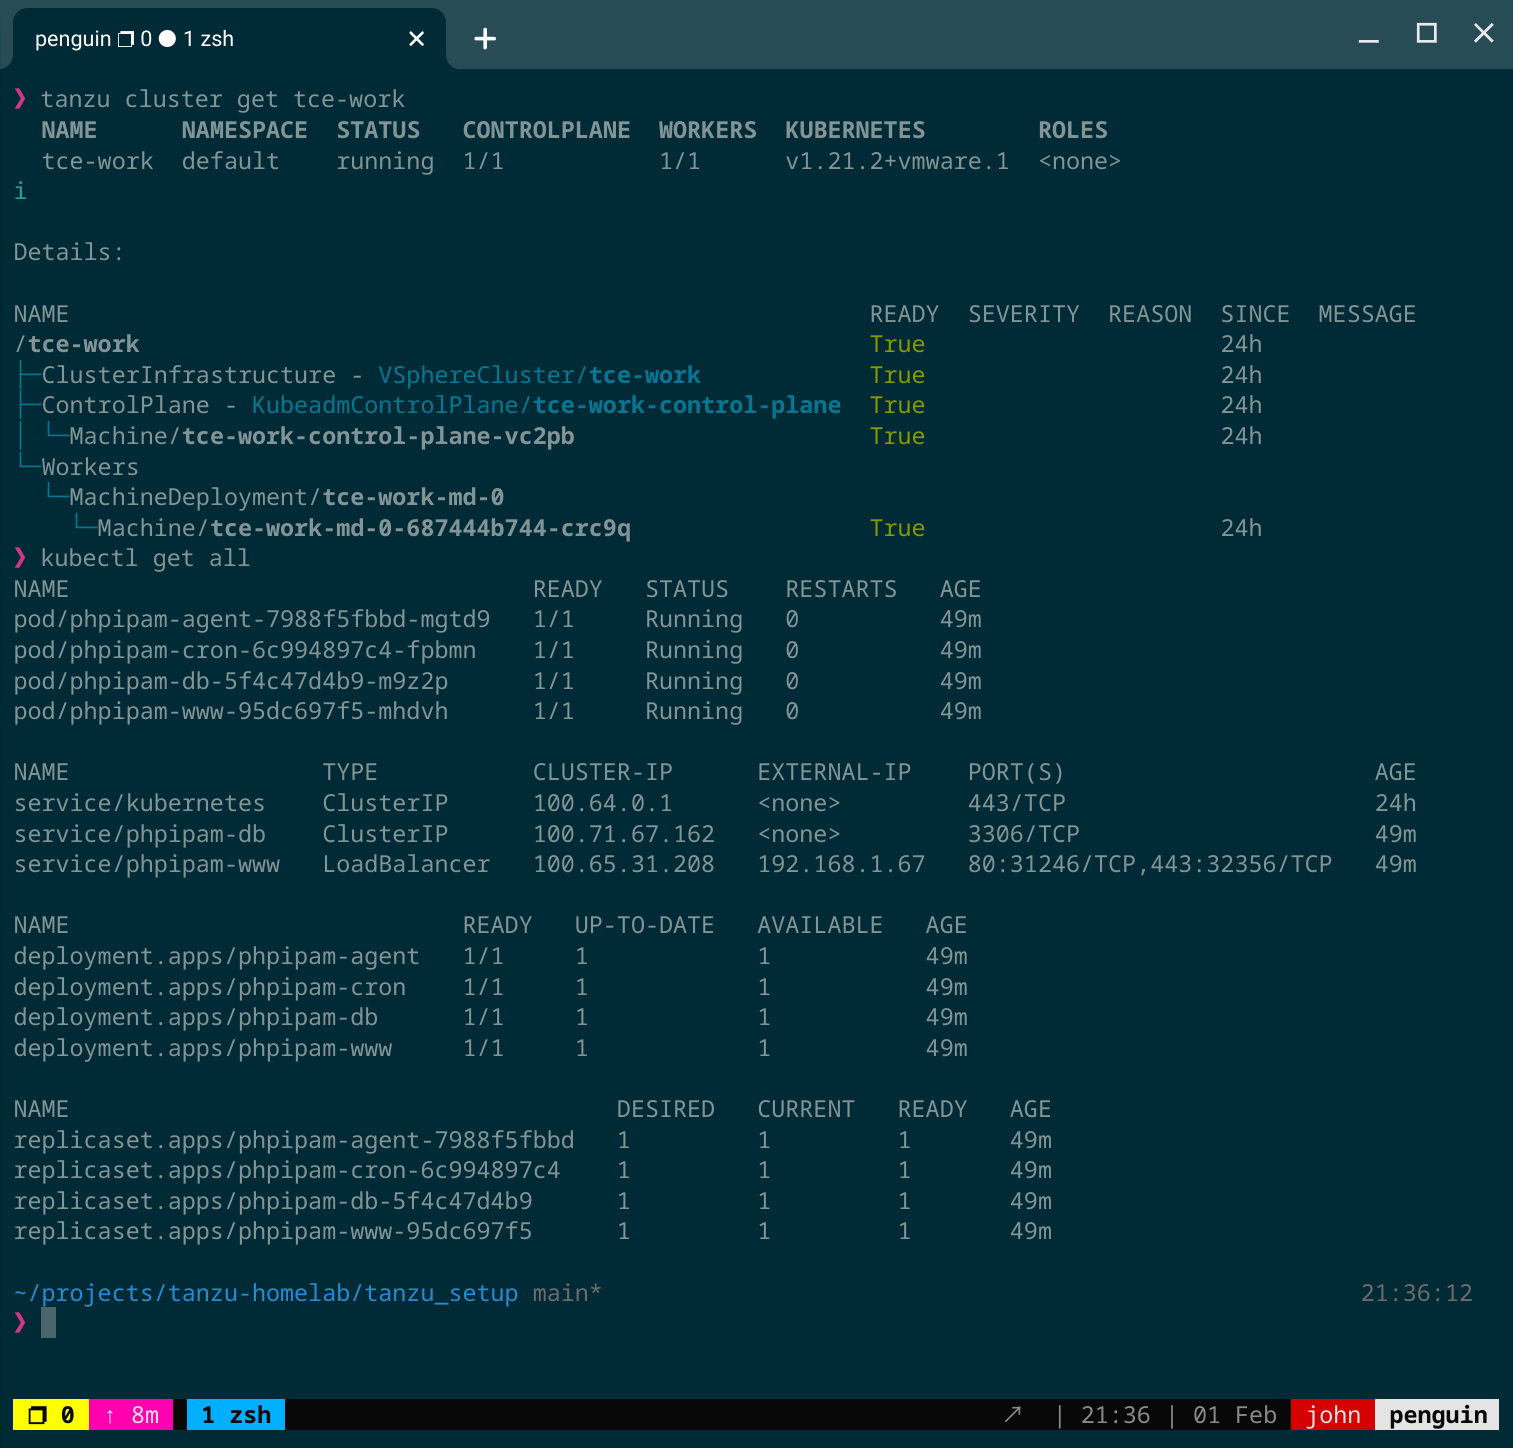 penguin ❐ 0 ● 1 zsh
❯ tanzu cluster get tce-work
  NAME      NAMESPACE  STATUS   CONTROLPLANE  WORKERS  KUBERNETES        ROLES
  tce-work  default    running  1/1           1/1      v1.21.2+vmware.1  <none>
i
Details:
NAME                                                         READY  SEVERITY  REASON  SINCE  MESSAGE
/tce-work                                                    True                     24h
├─ClusterInfrastructure - VSphereCluster/tce-work            True                     24h
├─ControlPlane - KubeadmControlPlane/tce-work-control-plane  True                     24h
│ └─Machine/tce-work-control-plane-vc2pb                     True                     24h
└─Workers
  └─MachineDeployment/tce-work-md-0
    └─Machine/tce-work-md-0-687444b744-crc9q                 True                     24h
❯ kubectl get all
NAME                                 READY   STATUS    RESTARTS   AGE
pod/phpipam-agent-7988f5fbbd-mgtd9   1/1     Running   0          49m
pod/phpipam-cron-6c994897c4-fpbmn    1/1     Running   0          49m
pod/phpipam-db-5f4c47d4b9-m9z2p      1/1     Running   0          49m
pod/phpipam-www-95dc697f5-mhdvh      1/1     Running   0          49m
NAME                  TYPE           CLUSTER-IP      EXTERNAL-IP    PORT(S)                      AGE
service/kubernetes    ClusterIP      100.64.0.1      <none>         443/TCP                      24h
service/phpipam-db    ClusterIP      100.71.67.162   <none>         3306/TCP                     49m
service/phpipam-www   LoadBalancer   100.65.31.208   192.168.1.67   80:31246/TCP,443:32356/TCP   49m
NAME                            READY   UP-TO-DATE   AVAILABLE   AGE
deployment.apps/phpipam-agent   1/1     1            1           49m
deployment.apps/phpipam-cron    1/1     1            1           49m
deployment.apps/phpipam-db      1/1     1            1           49m
deployment.apps/phpipam-www     1/1     1            1           49m
NAME                                       DESIRED   CURRENT   READY   AGE
replicaset.apps/phpipam-agent-7988f5fbbd   1         1         1       49m
replicaset.apps/phpipam-cron-6c994897c4    1         1         1       49m
replicaset.apps/phpipam-db-5f4c47d4b9      1         1         1       49m
replicaset.apps/phpipam-www-95dc697f5      1         1         1       49m
~/projects/tanzu-homelab/tanzu_setup main*                                                      21:36:12
❯
❐ 0 ↑ 8m 1 zsh ↗ | 21:36 | 01 Feb john penguin